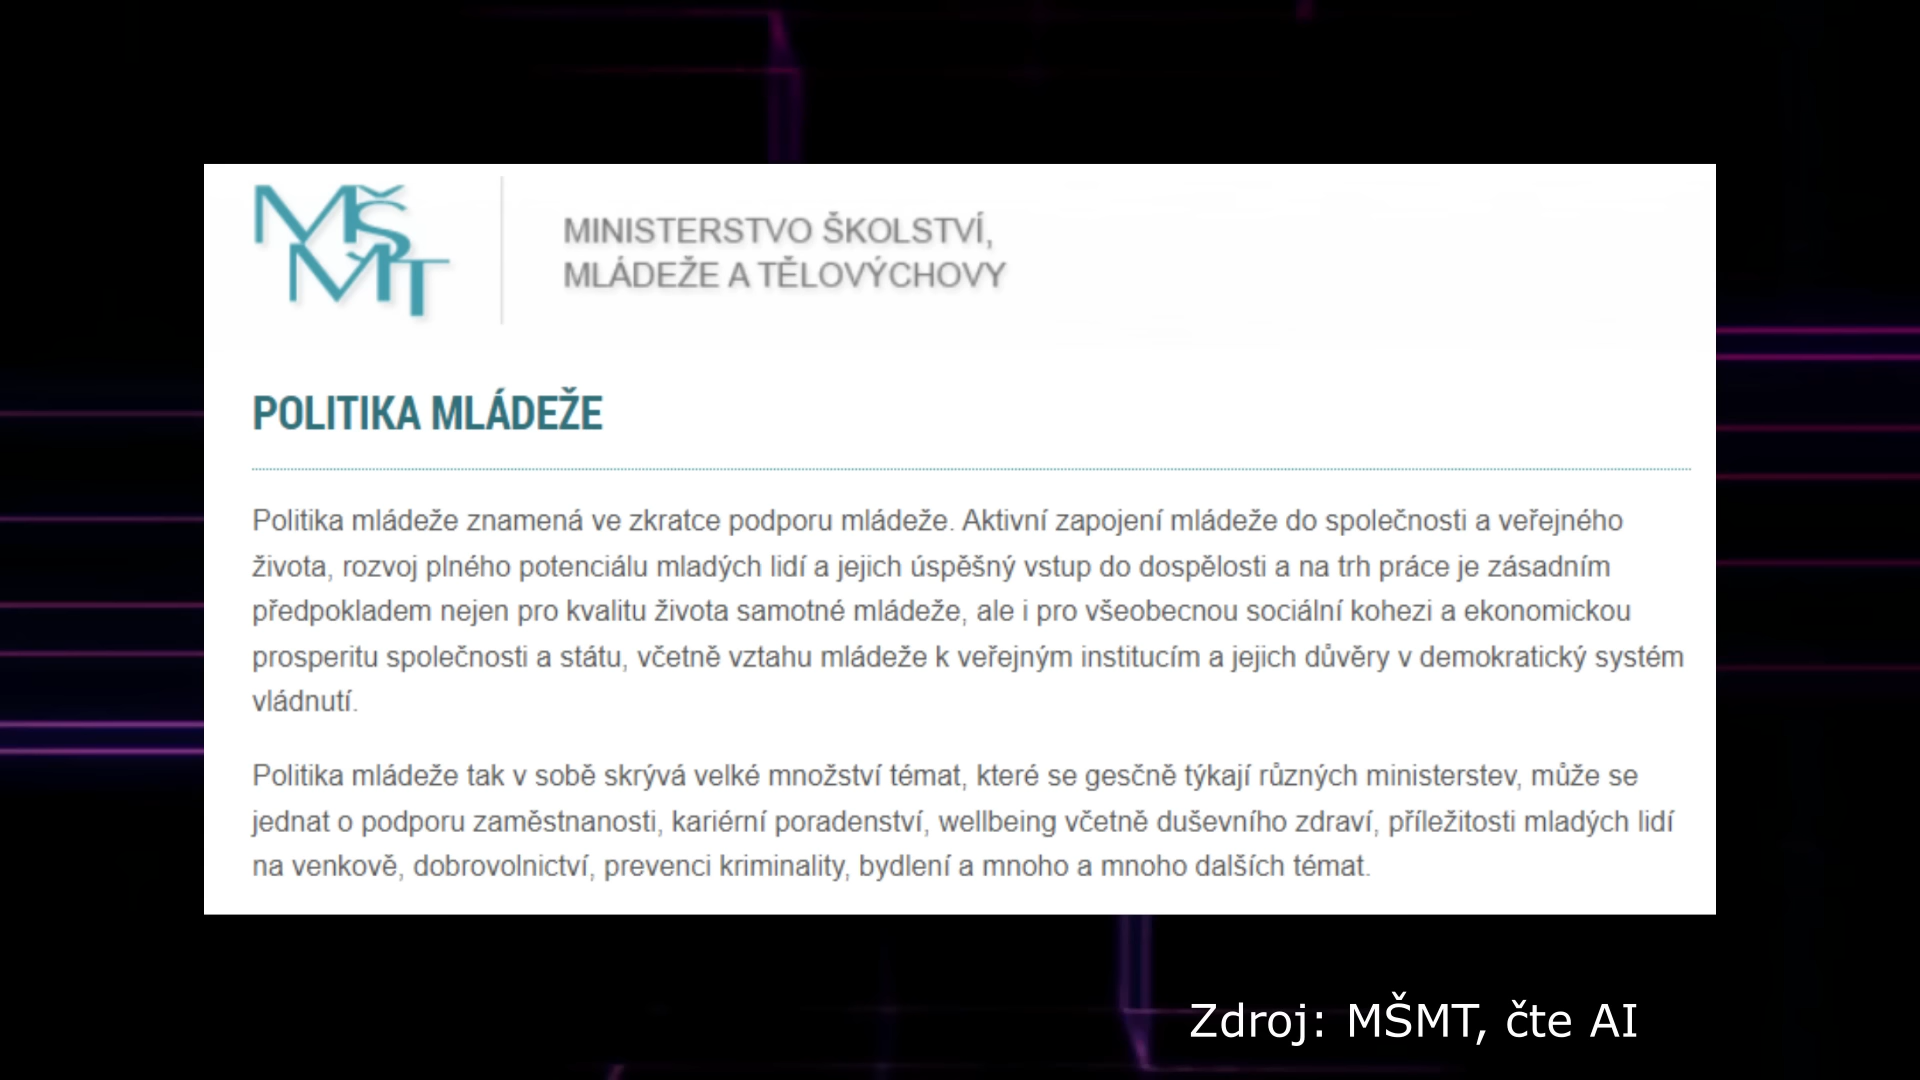 MŠMT
MINISTERSTVO ŠKOLSTVÍ,
MLÁDEŽE A TĚLOVÝCHOVY
POLITIKA MLÁDEŽE
Politika mládeže znamená ve zkratce podporu mládeže. Aktivní zapojení mládeže do společnosti a veřejného
života, rozvoj plného potenciálu mladých lidí a jejich úspěšný vstup do dospělosti a na trh práce je zásadním
předpokladem nejen pro kvalitu života samotné mládeže, ale i pro všeobecnou sociální kohezi a ekonomickou
prosperitu společnosti a státu, včetně vztahu mládeže k veřejným institucím a jejich důvěry v demokratický systém
vládnutí.
Politika mládeže tak v sobě skrývá velké množství témat, které se gesčně týkají různých ministerstev, může se
jednat o podporu zaměstnanosti, kariérní poradenství, wellbeing včetně duševního zdraví, příležitosti mladých lidí
na venkově, dobrovolnictví, prevenci kriminality, bydlení a mnoho a mnoho dalších témat.
Zdroj: MŠMT, čte AI